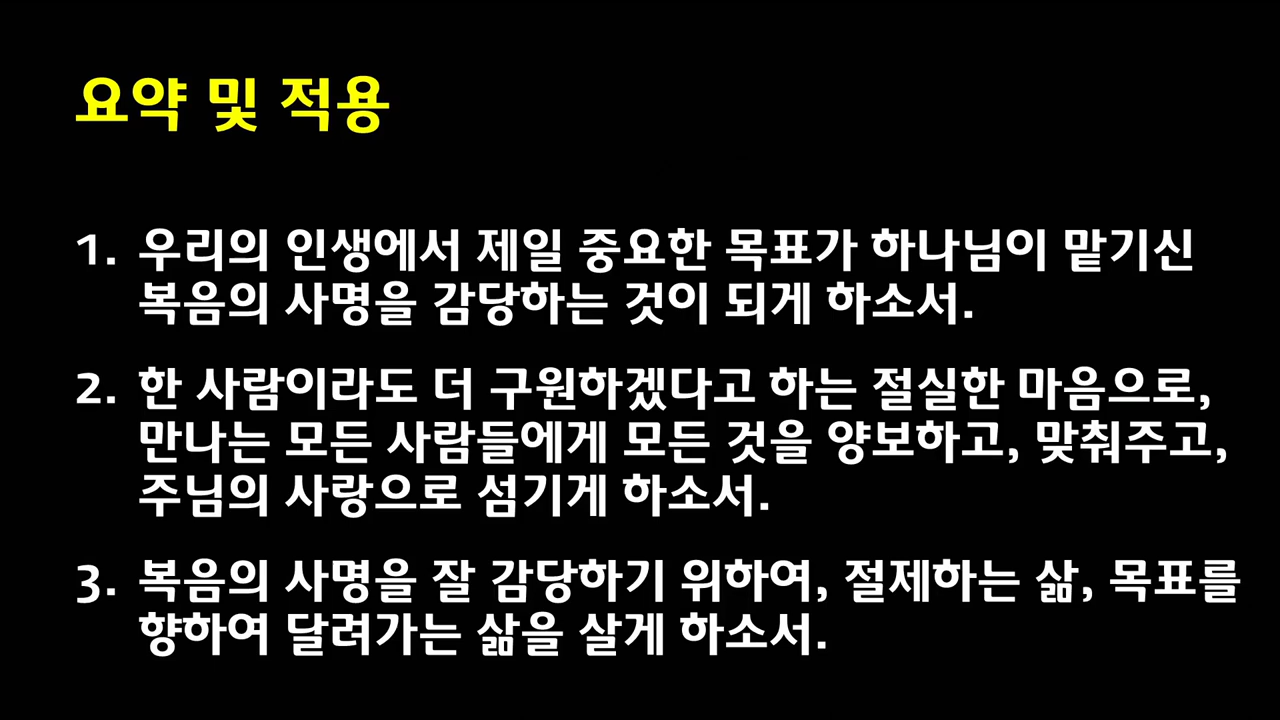 요약 및 적용
1. 우리의 인생에서 제일 중요한 목표가 하나님이 맡기신
복음의 사명을 감당하는 것이 되게 하소서.
2. 한 사람이라도 더 구원하겠다고 하는 절실한 마음으로,
만나는 모든 사람들에게 모든 것을 양보하고, 맞춰주고,
주님의 사랑으로 섬기게 하소서.
3. 복음의 사명을 잘 감당하기 위하여, 절제하는 삶, 목표를
향하여 달려가는 삶을 살게 하소서.